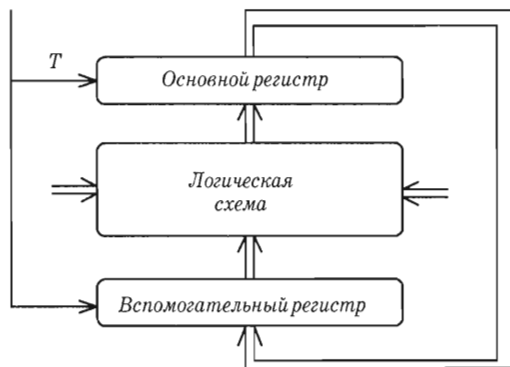 T
Основной регистр
Логическая
схема
Вспомогательный регистр